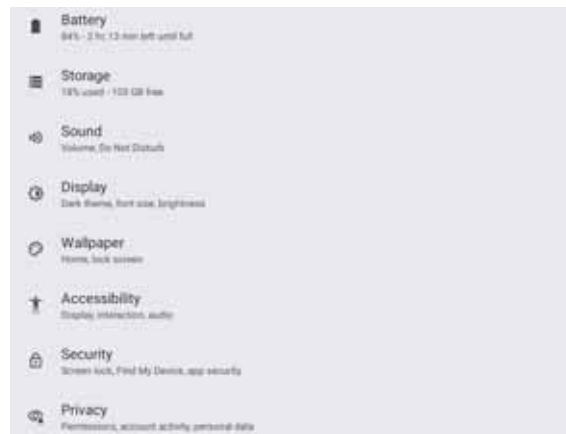 Battery
84% - 2 hr, 13 min left until full
Storage
18% used - 103 GB free
Sound
Volume, Do Not Disturb
Display
Dark theme, font size, brightness
Wallpaper
Home, lock screen
Accessibility
Display, interaction, audio
Security
Screen lock, Find My Device, app security
Privacy
Permissions, account activity, personal data